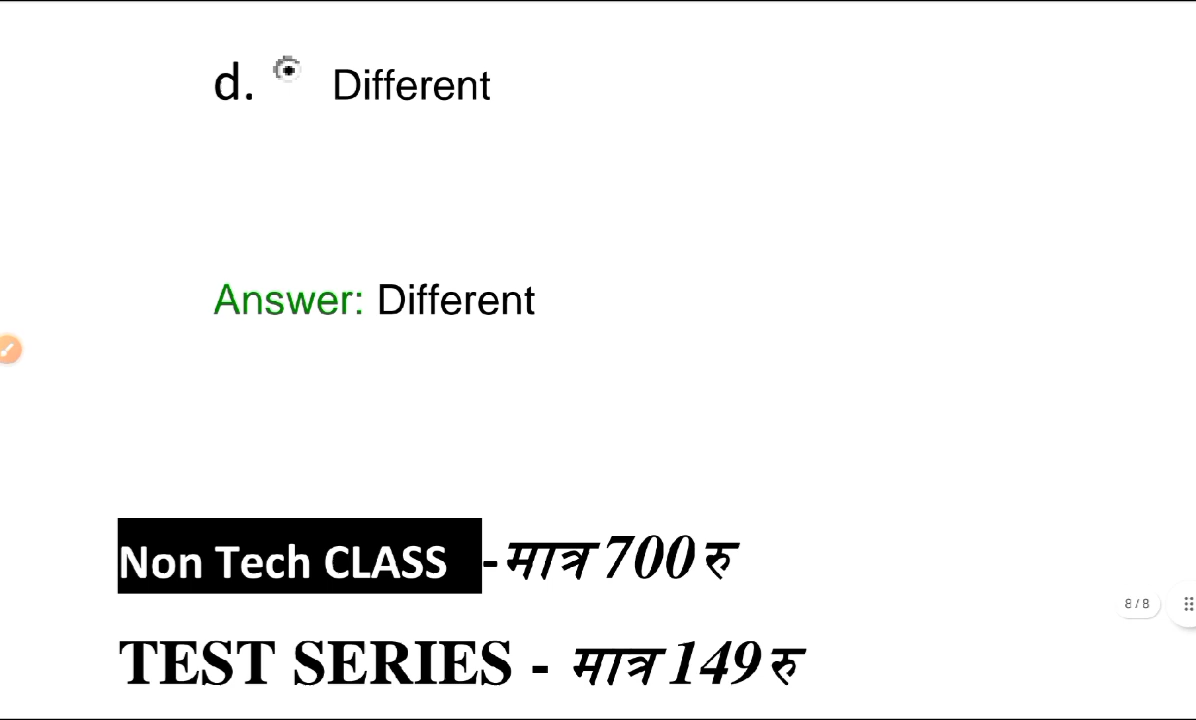 d. Different
Answer: Different
Non Tech CLASS -मात्र 700 रु
8 / 8
TEST SERIES - मात्र 149 रु